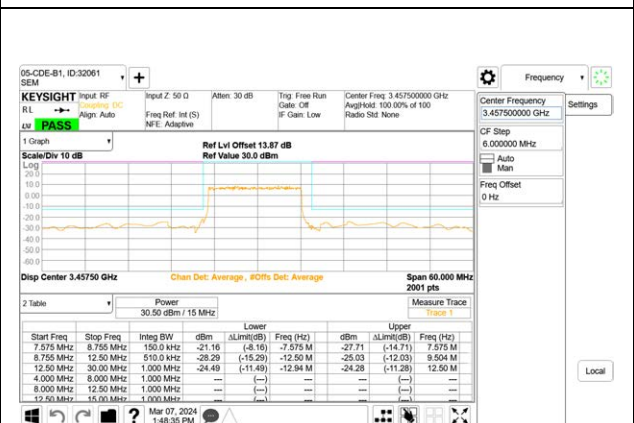 05-CDE-B1, ID:32061
SEM
Frequency
KEYSIGHT Input: RF Input Z: 50 Ω Atten: 30 dB Trig: Free Run Center Freq: 3.457500000 GHz
RL Coupling: DC Gate: Off Avg|Hold: 100.00% of 100
Align: Auto Freq Ref: Int (S) IF Gain: Low Radio Std: None
NFE: Adaptive
PASS
Center Frequency
3.457500000 GHz
Settings
CF Step
6.000000 MHz
Auto
Man
Freq Offset
0 Hz
1 Graph
Scale/Div 10 dB
Ref Lvl Offset 13.87 dB
Ref Value 30.0 dBm
Log
20.0
10.0
0.00
-10.0
-20.0
-30.0
-40.0
-50.0
-60.0
Disp Center 3.45750 GHz Chan Det: Average, #Offs Det: Average Span 60.000 MHz
2001 pts
2 Table
Power
30.50 dBm / 15 MHz
Measure Trace
Trace 1
Lower Upper
Start Freq Stop Freq Integ BW dBm ΔLimit(dB) Freq (Hz) dBm ΔLimit(dB) Freq (Hz)
7.575 MHz 8.755 MHz 150.0 kHz -21.16 (-8.16) -7.575 M -27.71 (-14.71) 7.575 M
8.755 MHz 12.50 MHz 510.0 kHz -28.29 (-15.29) -12.50 M -25.03 (-12.03) 9.504 M
12.50 MHz 30.00 MHz 1.000 MHz -24.49 (-11.49) -12.94 M -24.28 (-11.28) 12.50 M
4.000 MHz 8.000 MHz 1.000 MHz --- (---) --- --- (---) ---
8.000 MHz 12.50 MHz 1.000 MHz --- (---) --- --- (---) ---
12.50 MHz 15.00 MHz 1.000 MHz --- (---) --- --- (---) ---
Local
Mar 07, 2024
1:48:35 PM